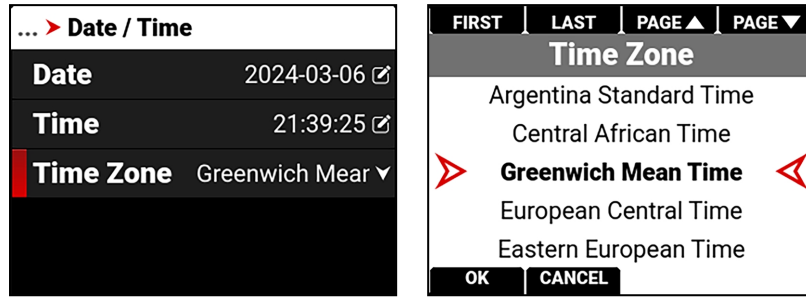 ... ➤ Date / Time
Date 2024-03-06
Time 21:39:25
Time Zone Greenwich Mear
FIRST LAST PAGE▲ PAGE▼
Time Zone
Argentina Standard Time
Central African Time
Greenwich Mean Time
European Central Time
Eastern European Time
OK CANCEL